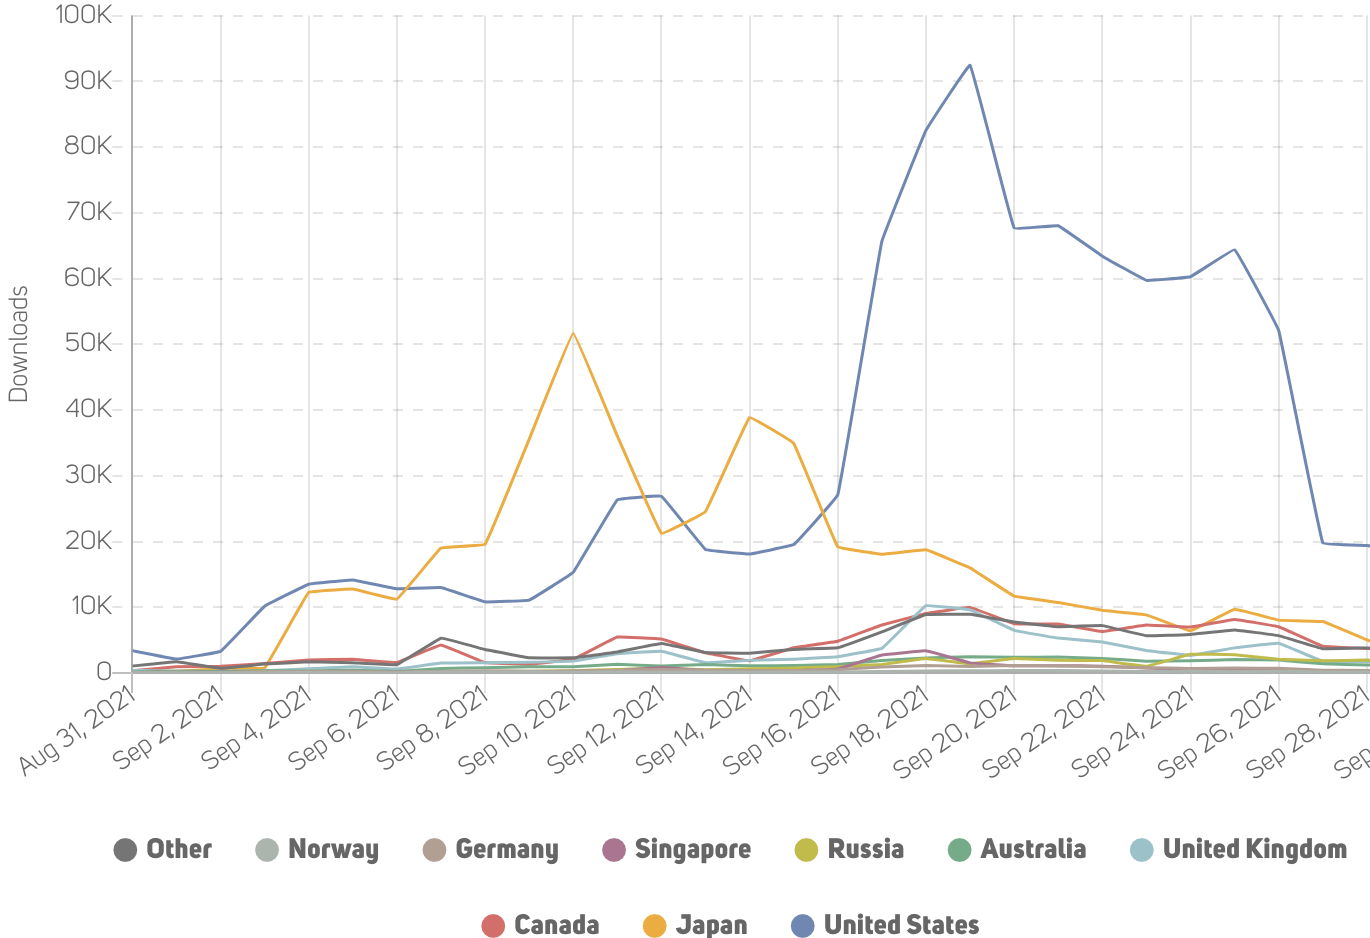 100K
90K
80K
70K
60K
50K
40K
30K
20K
10K
0
Downloads
Aug 31, 2021
Sep 2, 2021
Sep 4, 2021
Sep 6, 2021
Sep 8, 2021
Sep 10, 2021
Sep 12, 2021
Sep 14, 2021
Sep 16, 2021
Sep 18, 2021
Sep 20, 2021
Sep 22, 2021
Sep 24, 2021
Sep 26, 2021
Sep 28, 2021
Sep
Other Norway Germany Singapore Russia Australia United Kingdom
Canada Japan United States